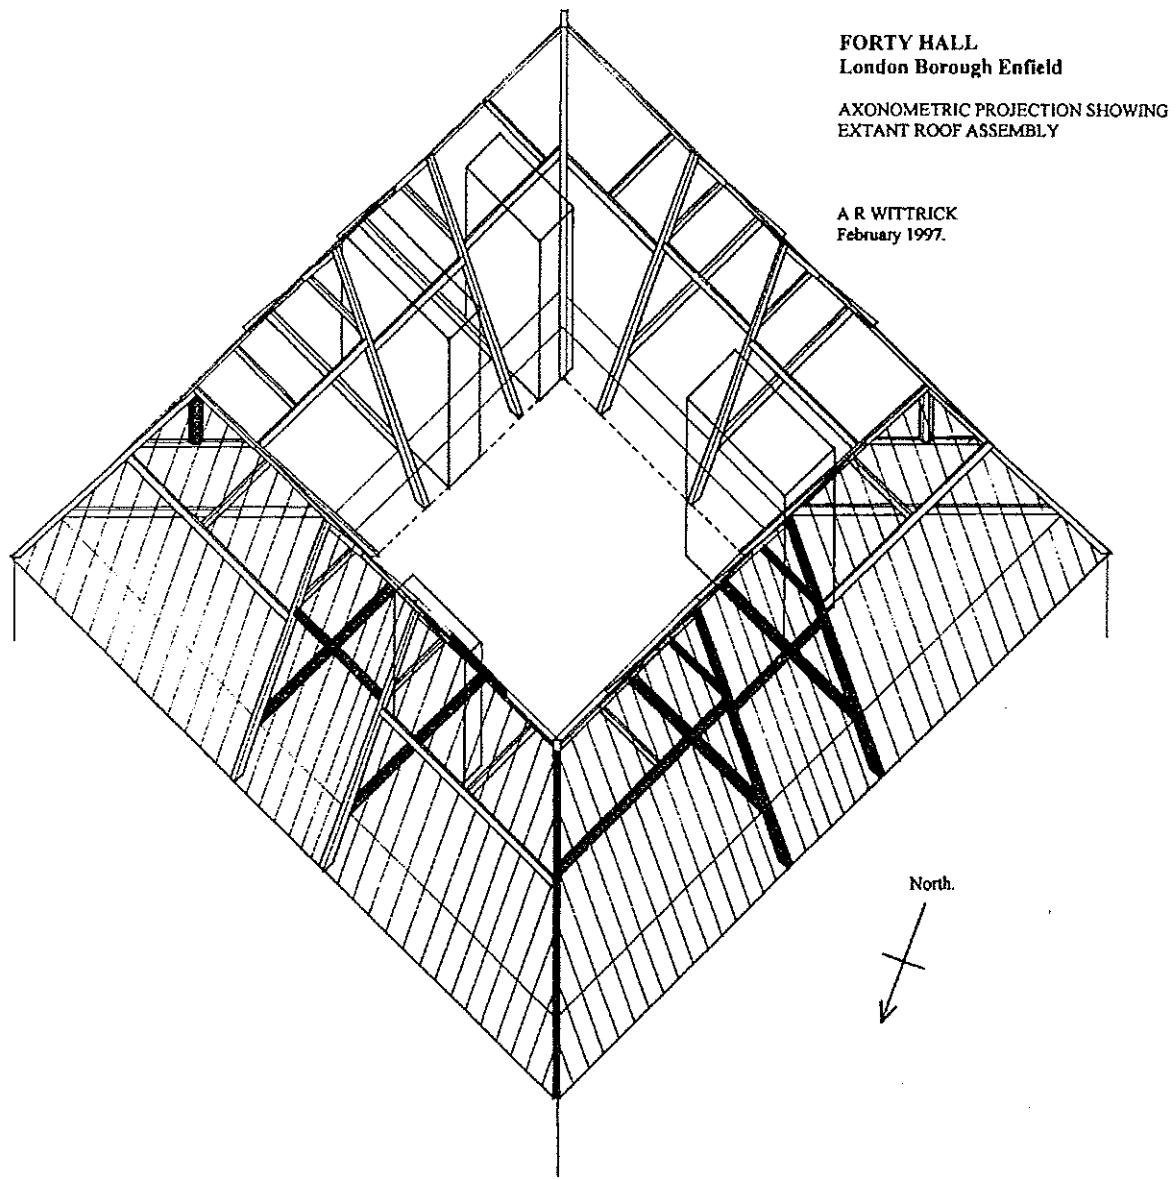 FORTY HALL
London Borough Enfield
AXONOMETRIC PROJECTION SHOWING
EXTANT ROOF ASSEMBLY
A R WITTRICK
February 1997.
North.